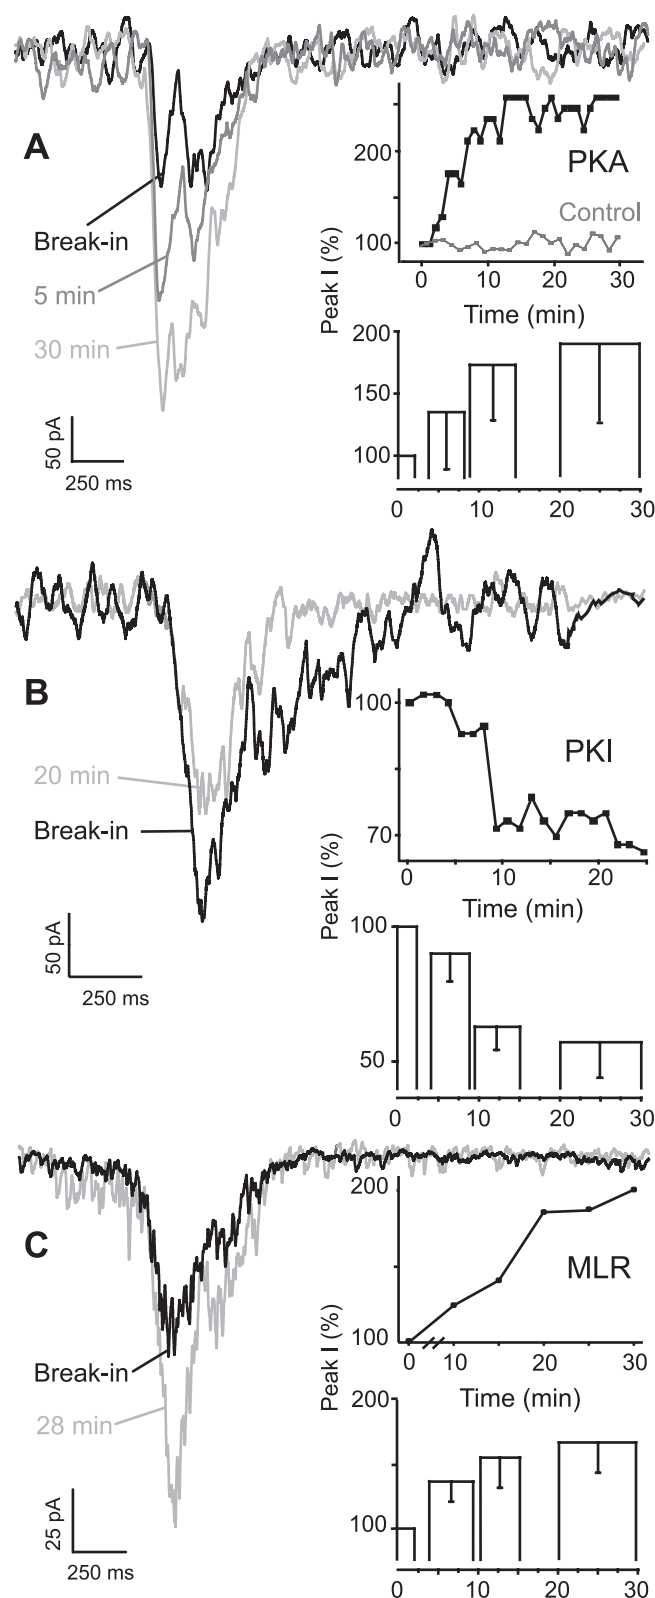 A
Break-in
5 min
30 min
50 pA
250 ms
Peak I (%)
200
100
PKA
Control
0 10 20 30
Time (min)
200
150
100
0 10 20 30
B
20 min
Break-in
50 pA
250 ms
Peak I (%)
100
70
PKI
0 10 20
Time (min)
100
50
0 10 20 30
C
Break-in
28 min
25 pA
250 ms
Peak I (%)
200
100
MLR
0 10 20 30
Time (min)
200
100
0 10 20 30